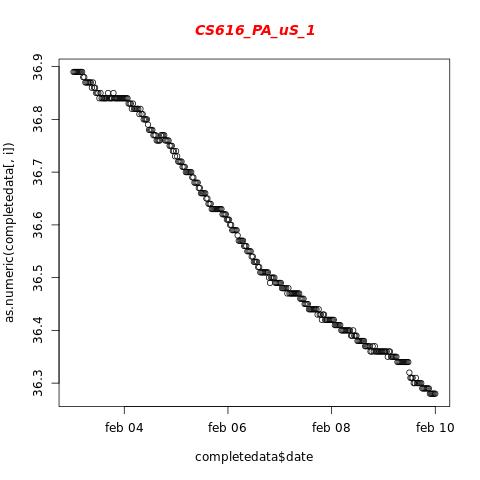 CS616_PA_uS_1
as.numeric(completedata[, i])
36.9
36.8
36.7
36.6
36.5
36.4
36.3
feb 04 feb 06 feb 08 feb 10
completedata$date